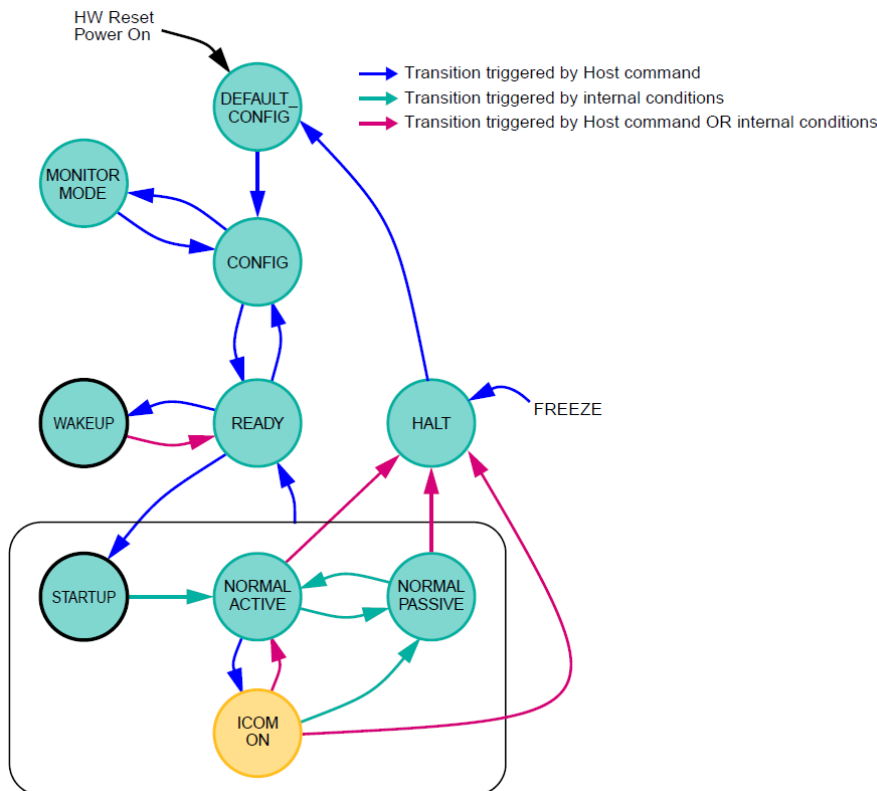 HW Reset
Power On
Transition triggered by Host command
Transition triggered by internal conditions
Transition triggered by Host command OR internal conditions
DEFAULT_
CONFIG
MONITOR
MODE
CONFIG
WAKEUP
READY
HALT
FREEZE
STARTUP
NORMAL
ACTIVE
NORMAL
PASSIVE
ICOM
ON